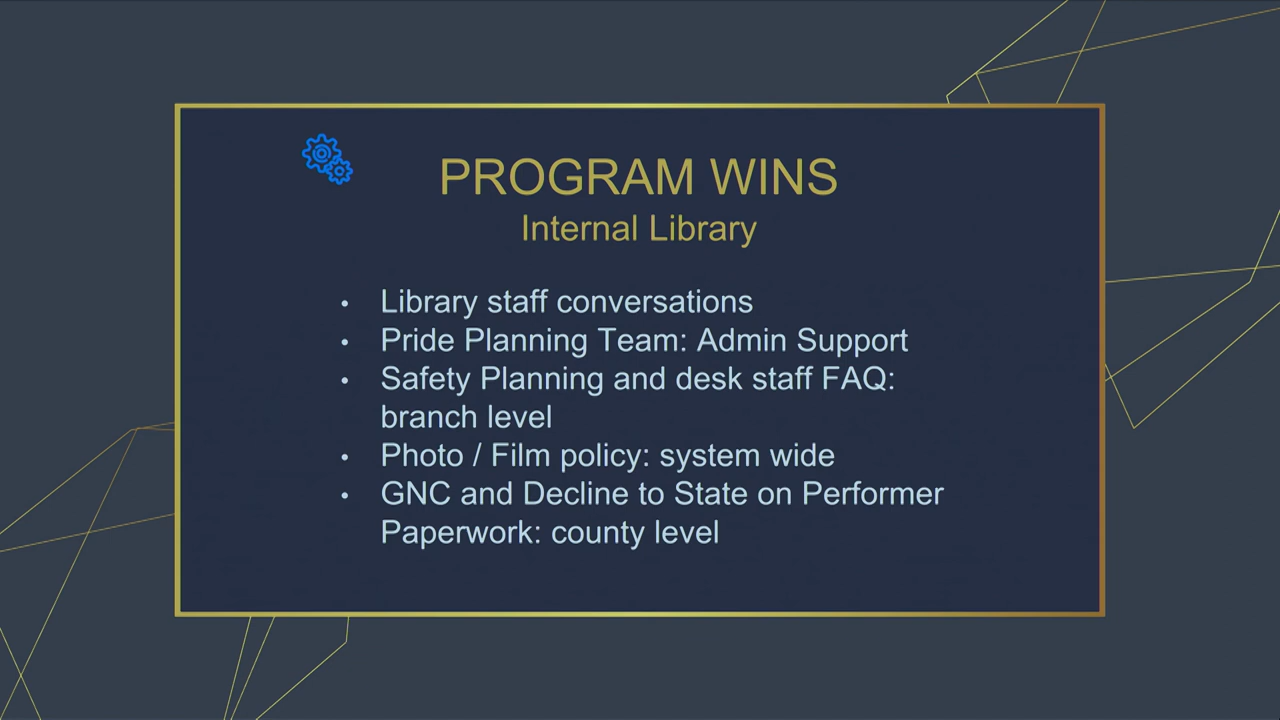 PROGRAM WINS
Internal Library
• Library staff conversations
• Pride Planning Team: Admin Support
• Safety Planning and desk staff FAQ:
branch level
• Photo / Film policy: system wide
• GNC and Decline to State on Performer
Paperwork: county level